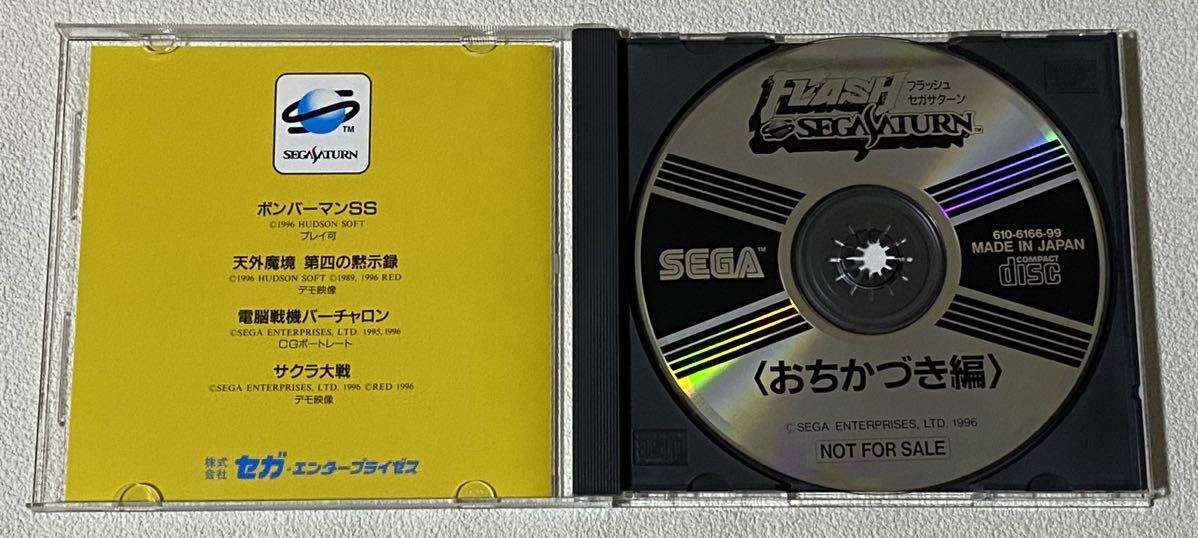 TM
SEGASATURN
ボンバーマンSS
©1996 HUDSON SOFT
プレイ可
天外魔境 第四の黙示録
©1996 HUDSON SOFT ©1989, 1996 RED
デモ映像
電脳戦機バーチャロン
©SEGA ENTERPRISES, LTD. 1995, 1996
CGポートレート
サクラ大戦
©SEGA ENTERPRISES, LTD. 1996 ©RED 1996
デモ映像
株式会社 セガ・エンタープライゼス
FLASH フラッシュ
セガサターン
SEGASATURN™
SEGA™
610-6166-99
MADE IN JAPAN
COMPACT
disc
〈おちかづき編〉
©SEGA ENTERPRISES, LTD. 1996
NOT FOR SALE